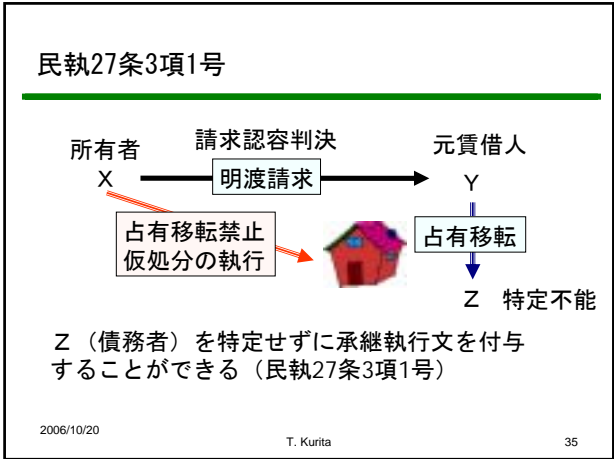 民執27条3項1号
所有者
請求認容判決
元賃借人
X
明渡請求
Y
占有移転禁止
仮処分の執行
占有移転
Z 特定不能
Z（債務者）を特定せずに承継執行文を付与
することができる（民執27条3項1号）
2006/10/20
T. Kurita
35